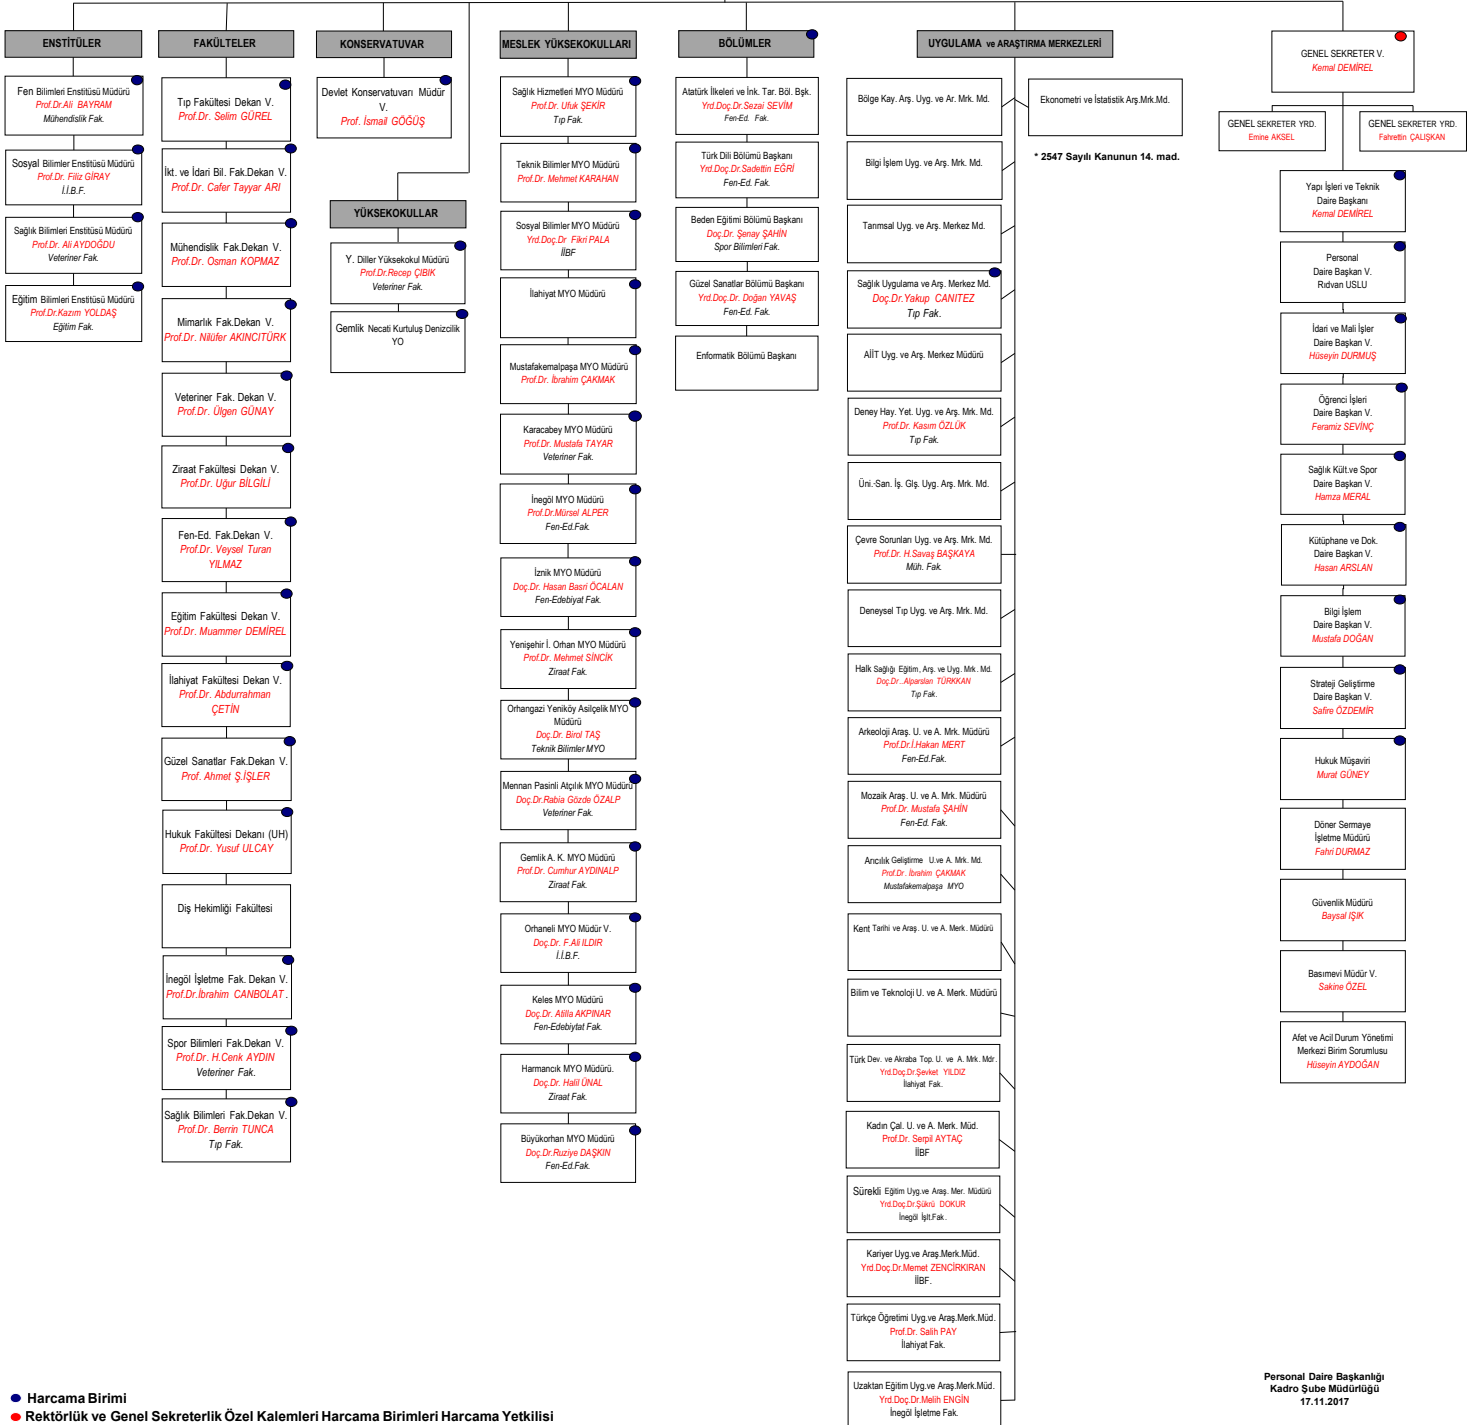 ENSTİTÜLER
Fen Bilimleri Enstitüsü Müdürü
Prof.Dr.Ali BAYRAM
Mühendislik Fak.
Sosyal Bilimler Enstitüsü Müdürü
Prof.Dr. Filiz GİRAY
İ.İ.B.F.
Sağlık Bilimleri Enstitüsü Müdürü
Prof.Dr. Ali AYDOĞDU
Veteriner Fak.
Eğitim Bilimleri Enstitüsü Müdürü
Prof.Dr.Kazım YOLDAŞ
Eğitim Fak.
FAKÜLTELER
Tıp Fakültesi Dekan V.
Prof.Dr. Selim GÜREL
İkt. ve İdari Bil. Fak.Dekan V.
Prof.Dr. Cafer Tayyar ARI
Mühendislik Fak.Dekan V.
Prof.Dr. Osman KOPMAZ
Mimarlık Fak.Dekan V.
Prof.Dr. Nilüfer AKINCITÜRK
Veteriner Fak. Dekan V.
Prof.Dr. Ülgen GÜNAY
Ziraat Fakültesi Dekan V.
Prof.Dr. Uğur BİLGİLİ
Fen-Ed. Fak.Dekan V.
Prof.Dr. Veysel Turan
YILMAZ
Eğitim Fakültesi Dekan V.
Prof.Dr. Muammer DEMİREL
İlahiyat Fakültesi Dekan V.
Prof.Dr. Abdurrahman
ÇETİN
Güzel Sanatlar Fak.Dekan V.
Prof. Ahmet Ş.İŞLER
Hukuk Fakültesi Dekanı (UH)
Prof.Dr. Yusuf ULCAY
Diş Hekimliği Fakültesi
İnegöl İşletme Fak. Dekan V.
Prof.Dr.İbrahim CANBOLAT.
Spor Bilimleri Fak.Dekan V.
Prof.Dr. H.Cenk AYDIN
Veteriner Fak.
Sağlık Bilimleri Fak.Dekan V.
Prof.Dr. Berrin TUNCA
Tıp Fak.
KONSERVATUVAR
Devlet Konservatuvarı Müdür
V.
Prof. İsmail GÖĞÜŞ
YÜKSEKOKULLAR
Y. Diller Yüksekokul Müdürü
Prof.Dr.Recep ÇIBIK
Veteriner Fak.
Gemlik Necati Kurtuluş Denizcilik
YO
MESLEK YÜKSEKOKULLARI
Sağlık Hizmetleri MYO Müdürü
Prof.Dr. Ufuk ŞEKİR
Tıp Fak.
Teknik Bilimler MYO Müdürü
Prof.Dr. Mehmet KARAHAN
Sosyal Bilimler MYO Müdürü
Yrd.Doç.Dr Fikri PALA
İİBF
İlahiyat MYO Müdürü
Mustafakemalpaşa MYO Müdürü
Prof.Dr. İbrahim ÇAKMAK
Karacabey MYO Müdürü
Prof.Dr. Mustafa TAYAR
Veteriner Fak.
İnegöl MYO Müdürü
Prof.Dr.Mürsel ALPER
Fen-Ed.Fak.
İznik MYO Müdürü
Doç.Dr. Hasan Basri ÖCALAN
Fen-Edebiyat Fak.
Yenişehir İ. Orhan MYO Müdürü
Prof.Dr. Mehmet SİNCİK
Ziraat Fak.
Orhangazi Yeniköy Asilçelik MYO
Müdürü
Doç.Dr. Birol TAŞ
Teknik Bilimler MYO
Mennan Pasinli Atçılık MYO Müdürü
Doç.Dr.Rabia Gözde ÖZALP
Veteriner Fak.
Gemlik A. K. MYO Müdürü
Prof.Dr. Cumhur AYDINALP
Ziraat Fak.
Orhaneli MYO Müdür V.
Doç.Dr. F.Ali ILDIR
İ.İ.B.F.
Keles MYO Müdürü
Doç.Dr. Atilla AKPINAR
Fen-Edebiytat Fak.
Harmancık MYO Müdürü.
Doç.Dr. Halil ÜNAL
Ziraat Fak.
Büyükorhan MYO Müdürü
Doç.Dr.Ruziye DAŞKIN
Fen-Ed.Fak.
BÖLÜMLER
Atatürk İlkeleri ve İnk. Tar. Böl. Bşk.
Yrd.Doç.Dr.Sezai SEVİM
Fen-Ed. Fak.
Türk Dili Bölümü Başkanı
Yrd.Doç.Dr.Sadettin EĞRİ
Fen-Ed. Fak.
Beden Eğitimi Bölümü Başkanı
Doç.Dr. Şenay ŞAHİN
Spor Bilimleri Fak.
Güzel Sanatlar Bölümü Başkanı
Yrd.Doç.Dr. Doğan YAVAŞ
Fen-Ed. Fak.
Enformatik Bölümü Başkanı
UYGULAMA ve ARAŞTIRMA MERKEZLERİ
Bölge Kay. Arş. Uyg. ve Ar. Mrk. Md.
Ekonometri ve İstatistik Arş.Mrk.Md.
* 2547 Sayılı Kanunun 14. mad.
Bilgi İşlem Uyg. ve Arş. Mrk. Md.
Tarımsal Uyg. ve Arş. Merkez Md.
Sağlık Uygulama ve Arş. Merkez Md.
Doç.Dr.Yakup CANITEZ
Tıp Fak.
AİİT Uyg. ve Arş. Merkez Müdürü
Deney Hay. Yet. Uyg. ve Arş. Mrk. Md.
Prof.Dr. Kasım ÖZLÜK
Tıp Fak.
Üni.-San. İş. Glş. Uyg. Arş. Mrk. Md.
Çevre Sorunları Uyg. ve Arş. Mrk. Md.
Prof.Dr. H.Savaş BAŞKAYA
Müh. Fak.
Deneysel Tıp Uyg. ve Arş. Mrk. Md.
Halk Sağlığı Eğitim, Arş. ve Uyg. Mrk. Md.
Doç.Dr..Alparslan TÜRKKAN
Tıp Fak.
Arkeoloji Araş. U. ve A. Mrk. Müdürü
Prof.Dr.İ.Hakan MERT
Fen-Ed.Fak.
Mozaik Araş. U. ve A. Mrk. Müdürü
Prof.Dr. Mustafa ŞAHİN
Fen-Ed. Fak.
Arıcılık Geliştirme U.ve A. Mrk. Md.
Prof.Dr. İbrahim ÇAKMAK
Mustafakemalpaşa MYO
Kent Tarihi ve Araş. U. ve A. Merk. Müdürü
Bilim ve Teknoloji U. ve A. Merk. Müdürü
Türk Dev. ve Akraba Top. U. ve A. Mrk. Mdr.
Yrd.Doç.Dr.Şevket YILDIZ
İlahiyat Fak.
Kadın Çal. U. ve A. Merk. Müd.
Prof.Dr. Serpil AYTAÇ
İİBF
Sürekli Eğitim Uyg.ve Araş. Mer. Müdürü
Yrd.Doç.Dr.Şükrü DOKUR
İnegöl İşlt.Fak.
Kariyer Uyg.ve Araş.Merk.Müd.
Yrd.Doç.Dr.Memet ZENCİRKIRAN
İİBF.
Türkçe Öğretimi Uyg.ve Araş.Merk.Müd.
Prof.Dr. Salih PAY
İlahiyat Fak.
Uzaktan Eğitim Uyg.ve Araş.Merk.Müd.
Yrd.Doç.Dr.Melih ENGİN
İnegöl İşletme Fak.
GENEL SEKRETER V.
Kemal DEMİREL
GENEL SEKRETER YRD.
Emine AKSEL
GENEL SEKRETER YRD.
Fahrettin ÇALIŞKAN
Yapı İşleri ve Teknik
Daire Başkanı
Kemal DEMİREL
Personal
Daire Başkan V.
Rıdvan USLU
İdari ve Mali İşler
Daire Başkan V.
Hüseyin DURMUŞ
Öğrenci İşleri
Daire Başkan V.
Feramiz SEVİNÇ
Sağlık Kült.ve Spor
Daire Başkan V.
Hamza MERAL
Kütüphane ve Dok.
Daire Başkan V.
Hasan ARSLAN
Bilgi İşlem
Daire Başkan V.
Mustafa DOĞAN
Strateji Geliştirme
Daire Başkan V.
Safire ÖZDEMİR
Hukuk Müşaviri
Murat GÜNEY
Döner Sermaye
İşletme Müdürü
Fahri DURMAZ
Güvenlik Müdürü
Baysal IŞIK
Basımevi Müdür V.
Sakine ÖZEL
Afet ve Acil Durum Yönetimi
Merkezi Birim Sorumlusu
Hüseyin AYDOĞAN
Harcama Birimi
Rektörlük ve Genel Sekreterlik Özel Kalemleri Harcama Birimleri Harcama Yetkilisi
Personal Daire Başkanlığı
Kadro Şube Müdürlüğü
17.11.2017